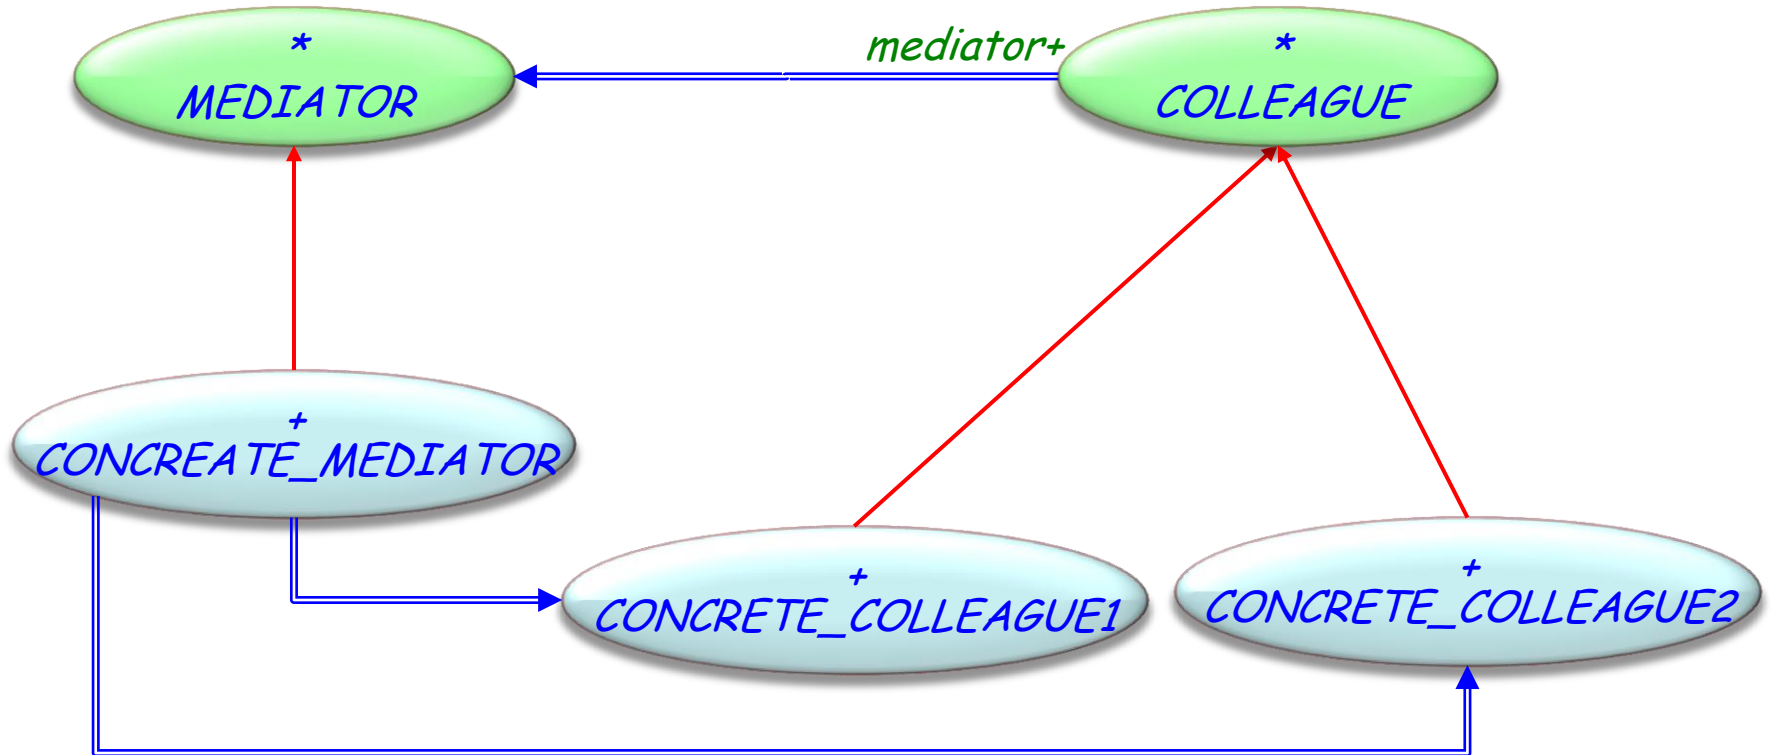 *
MEDIATOR
mediator+
*
COLLEAGUE
+
CONCREATE_MEDIATOR
+
CONCRETE_COLLEAGUE1
+
CONCRETE_COLLEAGUE2